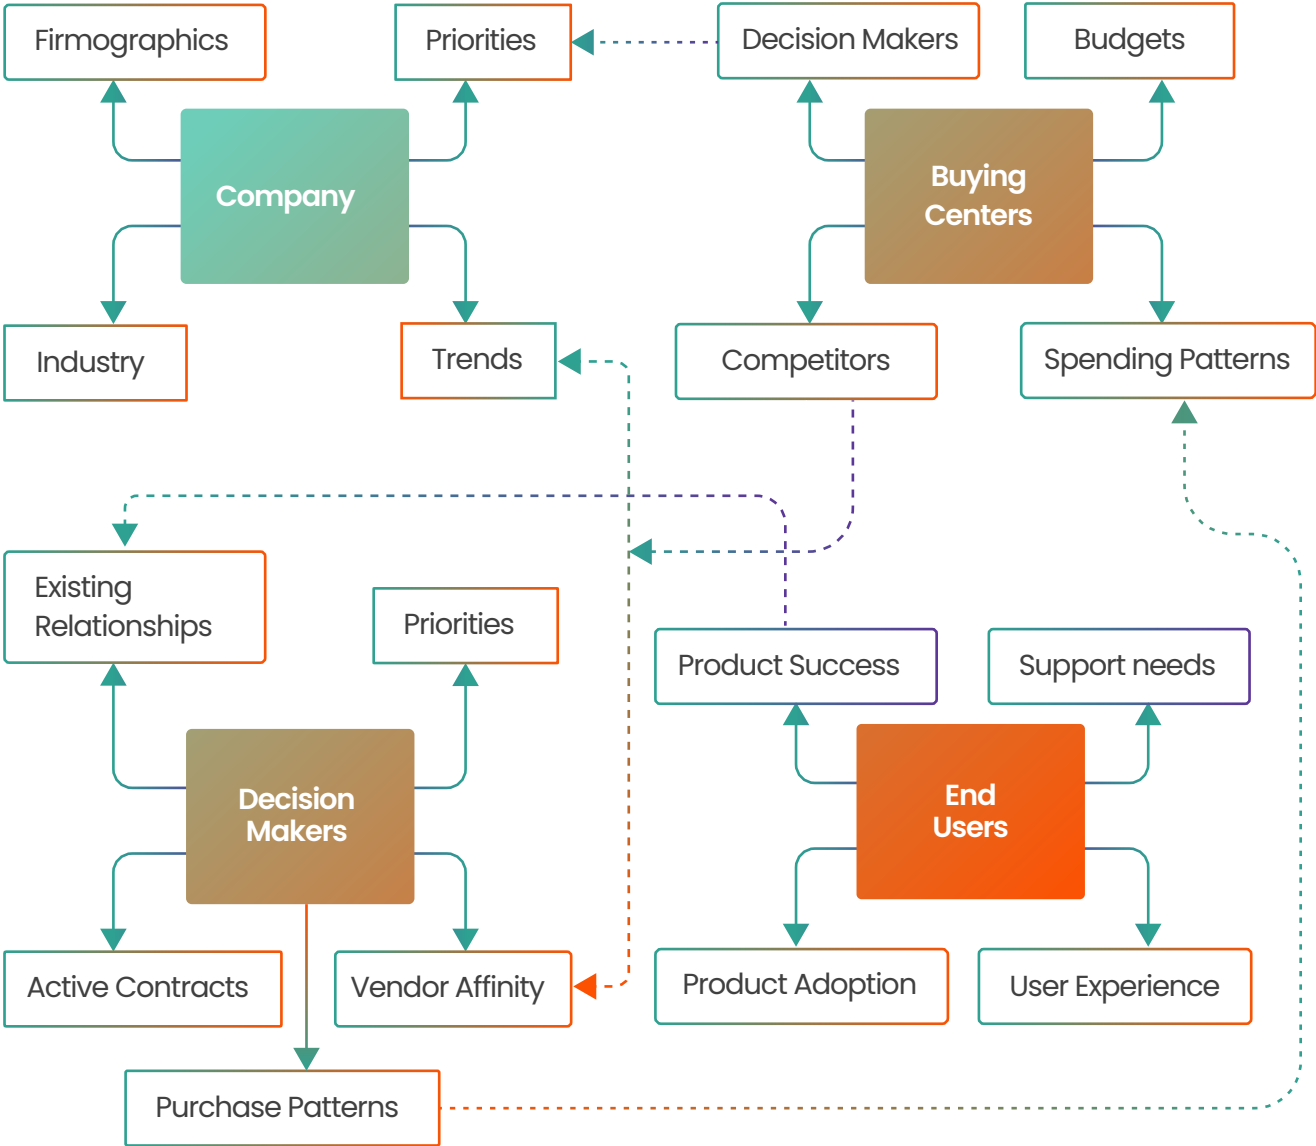 Firmographics
Priorities
Decision Makers
Budgets
Company
Buying
Centers
Industry
Trends
Competitors
Spending Patterns
Existing
Relationships
Priorities
Product Success
Support needs
Decision
Makers
End
Users
Active Contracts
Vendor Affinity
Product Adoption
User Experience
Purchase Patterns